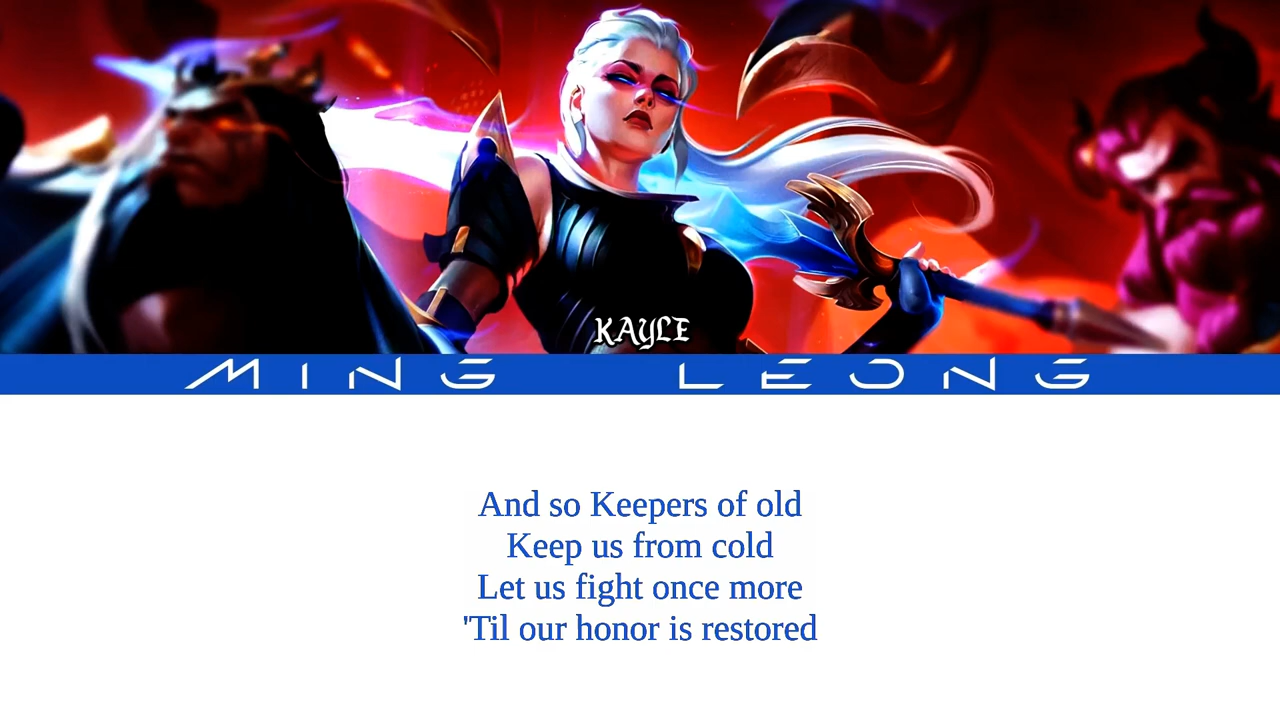 KAYLE
MING LEONG
And so Keepers of old
Keep us from cold
Let us fight once more
'Til our honor is restored